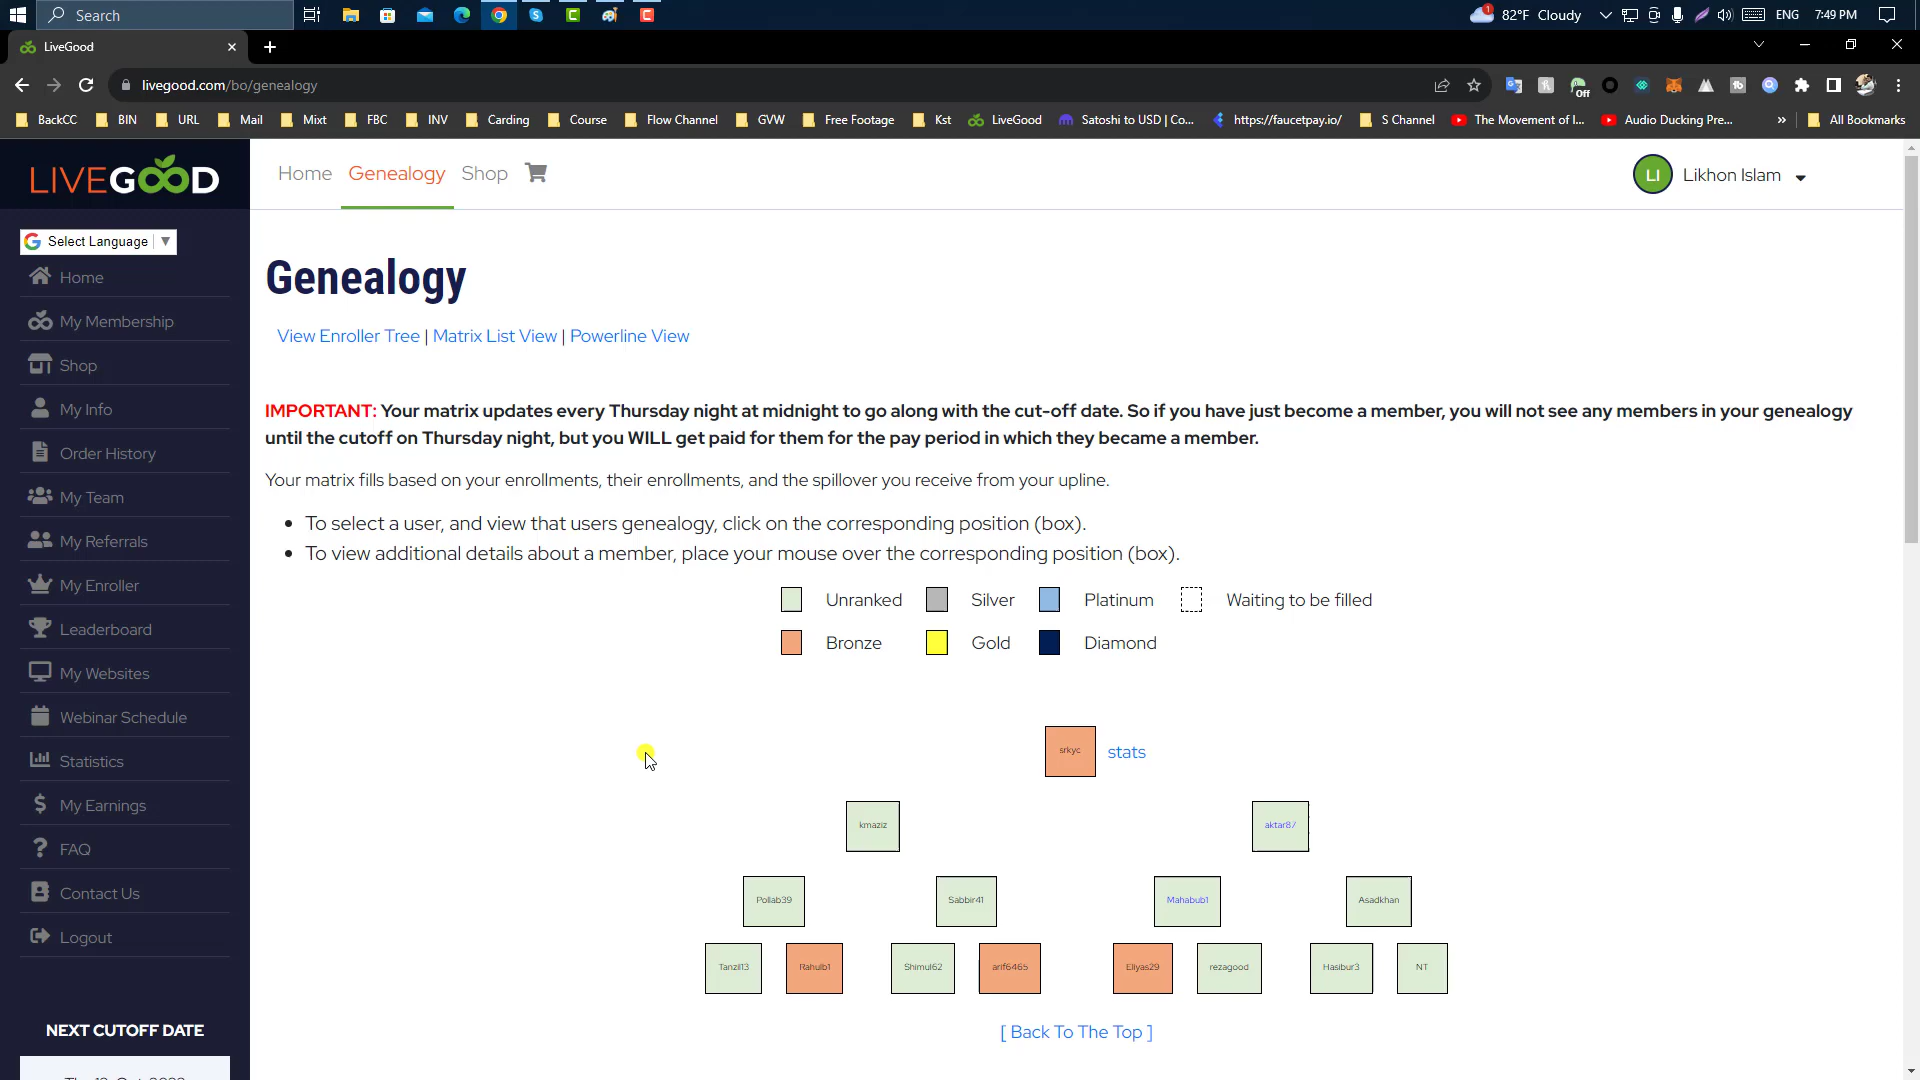 Search
82°F Cloudy
ENG
7:49 PM
LiveGood
livegood.com/bo/genealogy
Off
BackCC
BIN
URL
Mail
Mixt
FBC
INV
Carding
Course
Flow Channel
GVW
Free Footage
Kst
LiveGood
Satoshi to USD | Co...
https://faucetpay.io/
S Channel
The Movement of I...
Audio Ducking Pre...
»
All Bookmarks
LIVEGOOD
Home
Genealogy
Shop
LI
Likhon Islam
Select Language
Home
My Membership
Shop
My Info
Order History
My Team
My Referrals
My Enroller
Leaderboard
My Websites
Webinar Schedule
Statistics
My Earnings
FAQ
Contact Us
Logout
NEXT CUTOFF DATE
Genealogy
View Enroller Tree | Matrix List View | Powerline View
IMPORTANT: Your matrix updates every Thursday night at midnight to go along with the cut-off date. So if you have just become a member, you will not see any members in your genealogy
until the cutoff on Thursday night, but you WILL get paid for them for the pay period in which they became a member.
Your matrix fills based on your enrollments, their enrollments, and the spillover you receive from your upline.
• To select a user, and view that users genealogy, click on the corresponding position (box).
• To view additional details about a member, place your mouse over the corresponding position (box).
Unranked Silver Platinum Waiting to be filled
Bronze Gold Diamond
srkyc stats
kmaziz aktar87
Pollab39 Sabbir41 Mahabub1 Asadkhan
Tanzil13 Rahulb1 Shimul62 arif6465 Eliyas29 rezagood Hasibur3 NT
[ Back To The Top ]